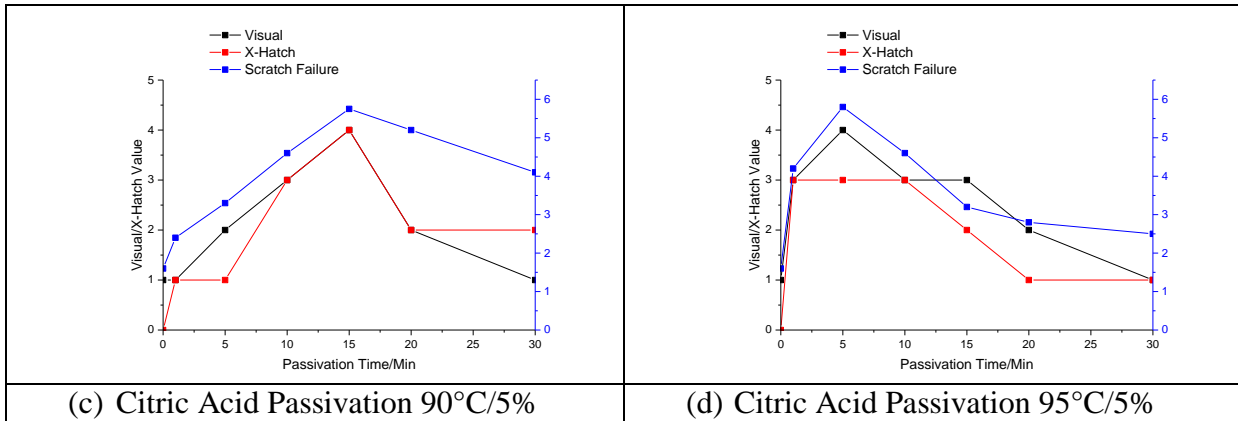 Visual
X-Hatch
Scratch Failure
5
4
3
2
1
0
Visual/X-Hatch Value
6
5
4
3
2
1
0
0 5 10 15 20 30
Passivation Time/Min
(c) Citric Acid Passivation 90°C/5%
Visual
X-Hatch
Scratch Failure
5
4
3
2
1
0
Visual/X-Hatch Value
6
5
4
3
2
1
0
0 5 10 15 20 30
Passivation Time/Min
(d) Citric Acid Passivation 95°C/5%